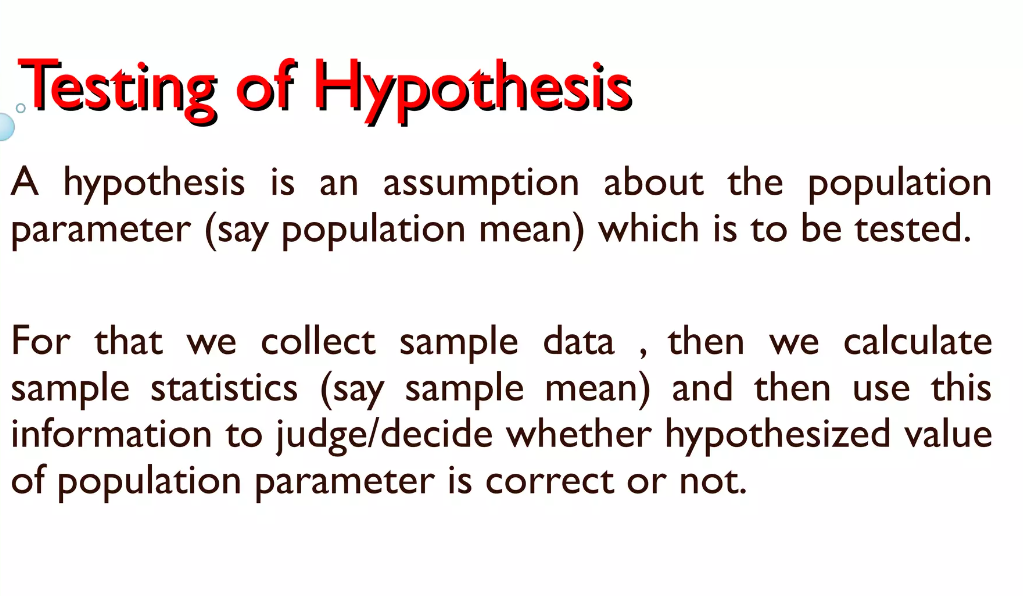 Testing of Hypothesis
A hypothesis is an assumption about the population
parameter (say population mean) which is to be tested.
For that we collect sample data , then we calculate
sample statistics (say sample mean) and then use this
information to judge/decide whether hypothesized value
of population parameter is correct or not.